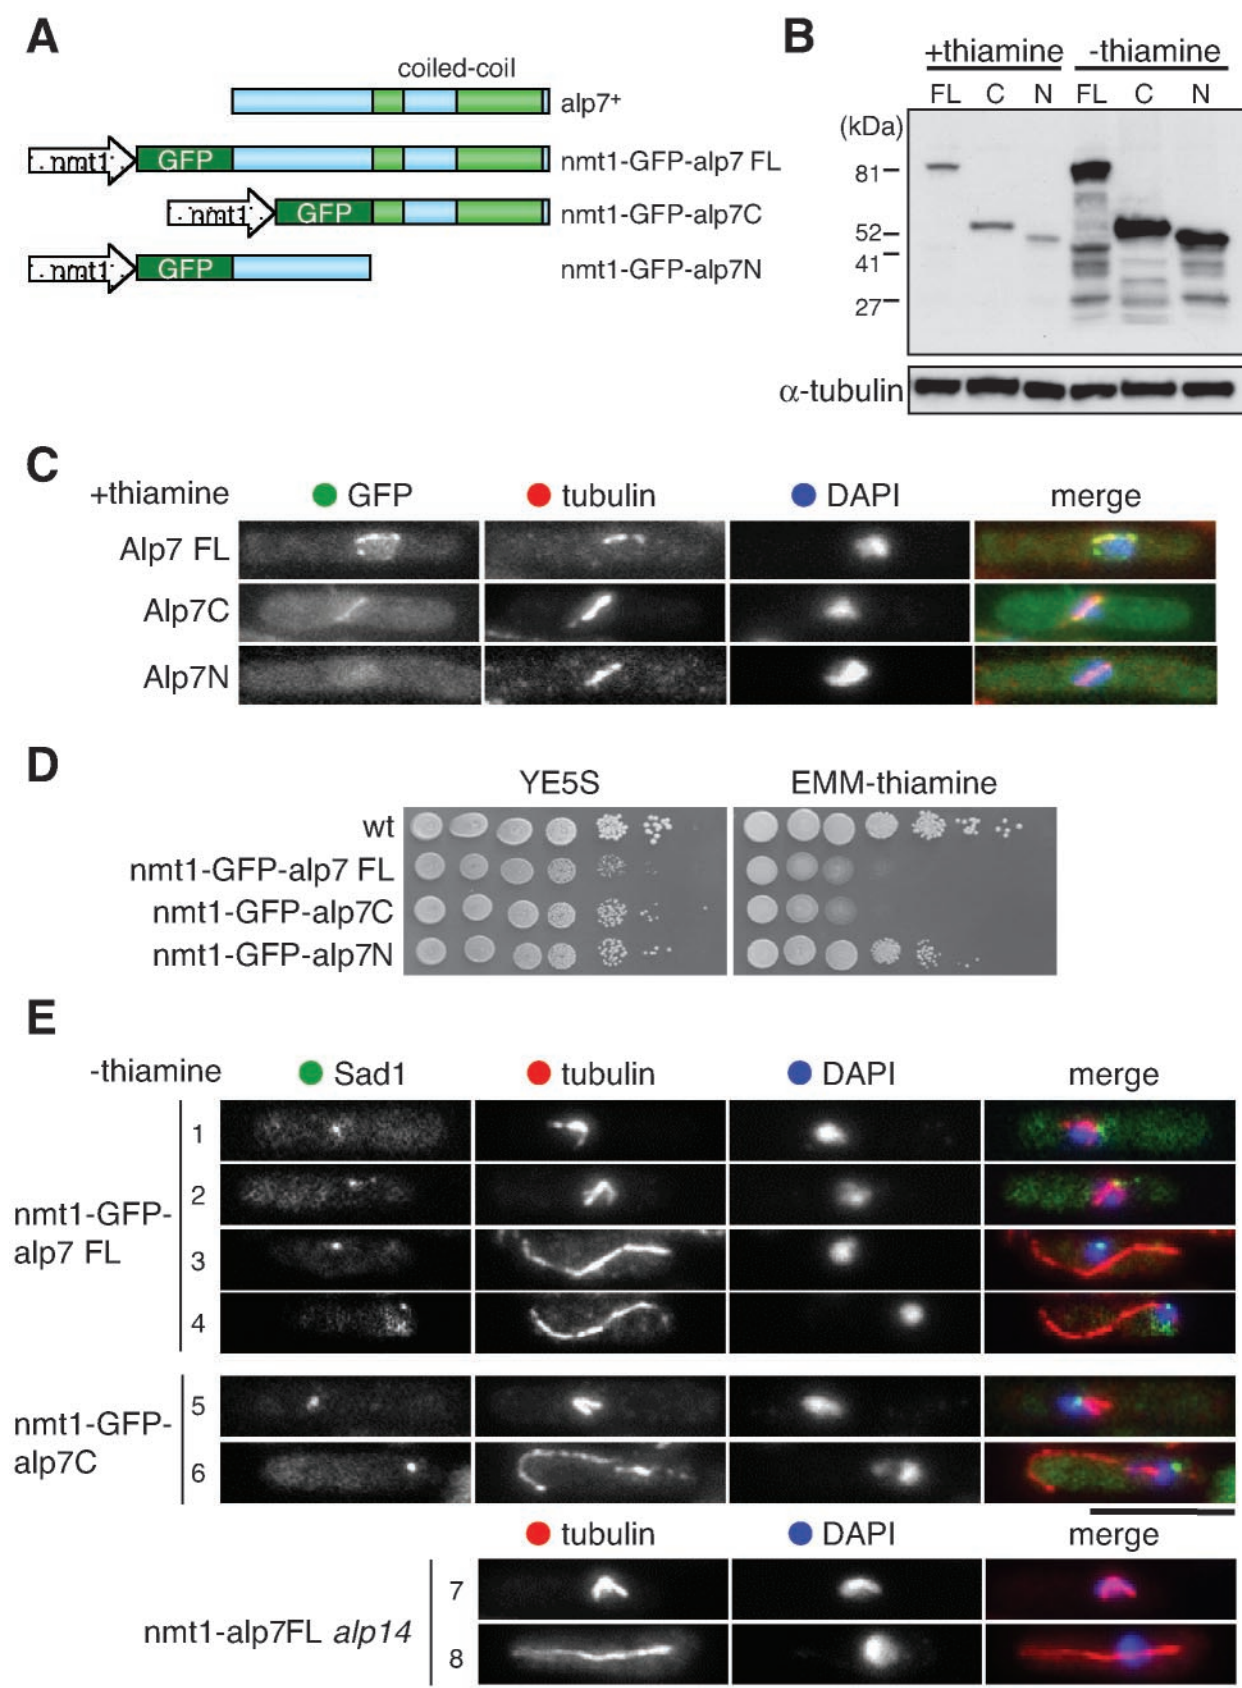 A
coiled-coil
alp7+
nmt1 GFP nmt1-GFP-alp7 FL
nmt1 GFP nmt1-GFP-alp7C
nmt1 GFP nmt1-GFP-alp7N
B
+thiamine -thiamine
FL C N FL C N
(kDa)
81
52
41
27
α-tubulin
C
+thiamine GFP tubulin DAPI merge
Alp7 FL
Alp7C
Alp7N
D
YE5S EMM-thiamine
wt
nmt1-GFP-alp7 FL
nmt1-GFP-alp7C
nmt1-GFP-alp7N
E
-thiamine Sad1 tubulin DAPI merge
nmt1-GFP-
alp7 FL
1
2
3
4
nmt1-GFP-
alp7C
5
6
tubulin DAPI merge
nmt1-alp7FL alp14
7
8